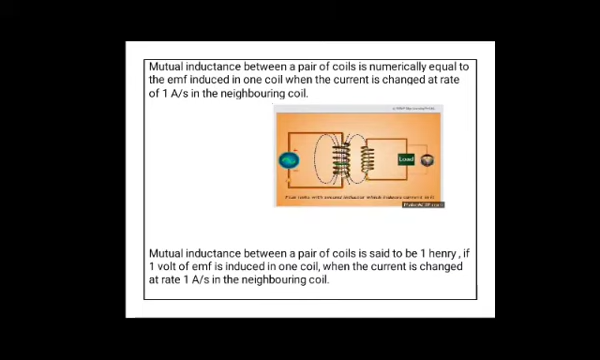 Mutual inductance between a pair of coils is numerically equal to
the emf induced in one coil when the current is changed at rate
of 1 A/s in the neighbouring coil.
Load
Mutual inductance between a pair of coils is said to be 1 henry , if
1 volt of emf is induced in one coil, when the current is changed
at rate 1 A/s in the neighbouring coil.